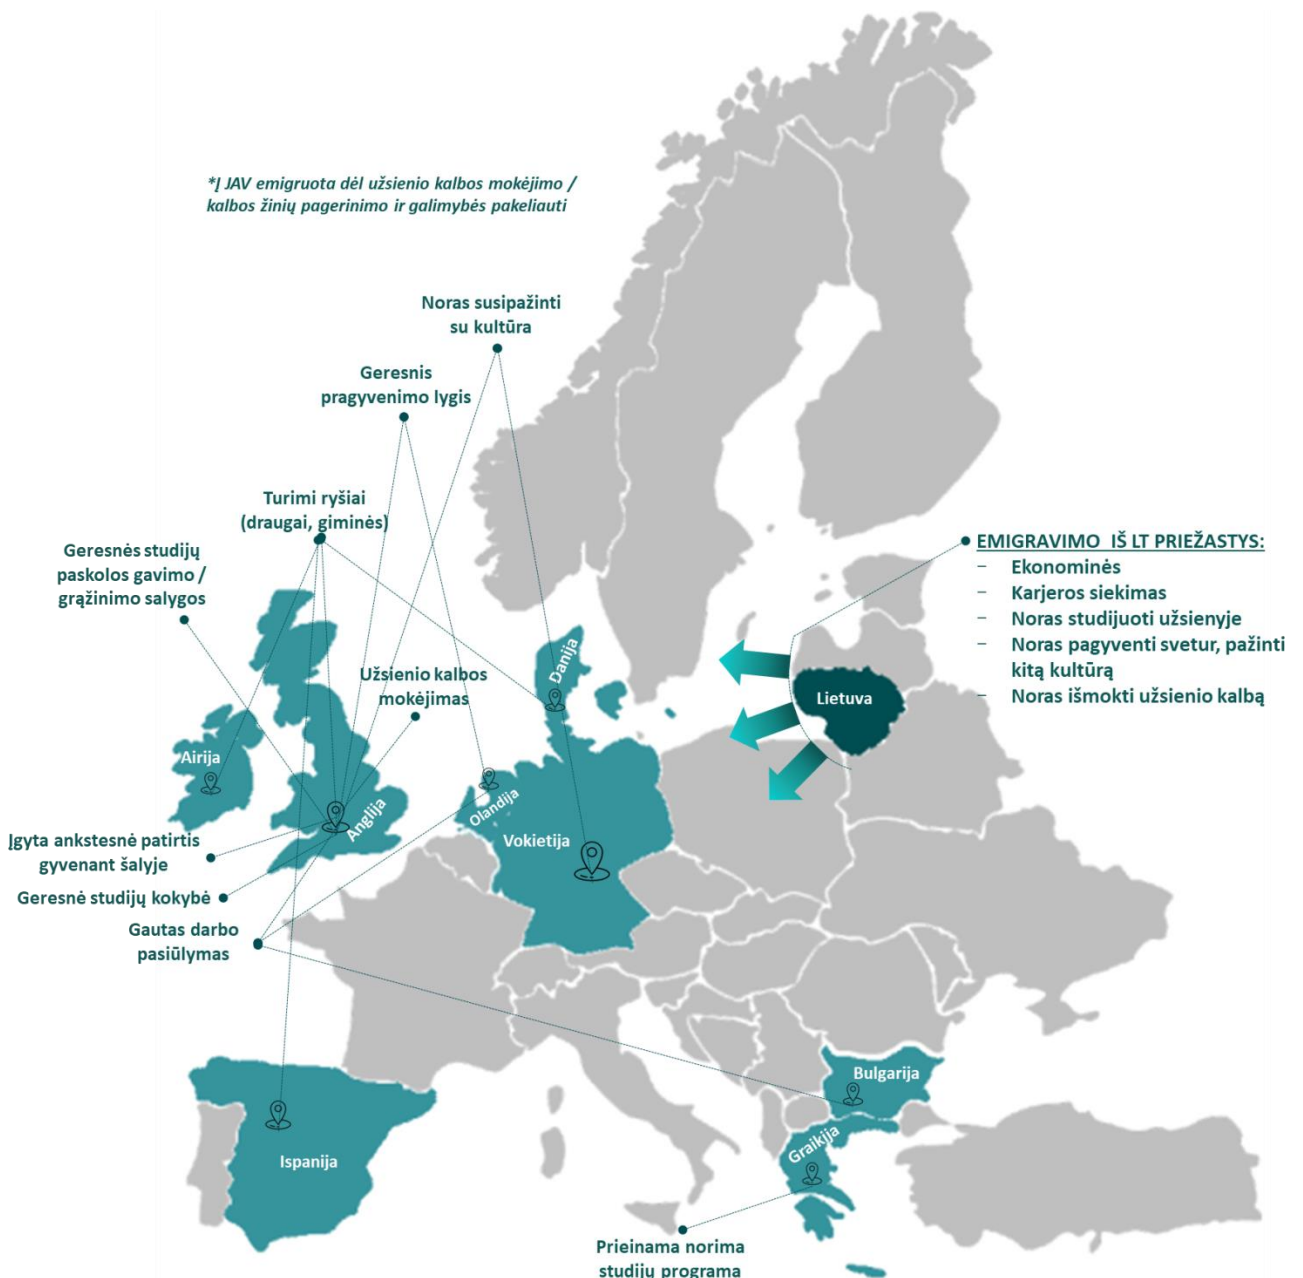 *Į JAV emigruota dėl užsienio kalbos mokėjimo /
kalbos žinių pagerinimo ir galimybės pakeliauti
Noras susipažinti
su kultūra
Geresnis
pragyvenimo lygis
Turimi ryšiai
(draugai, giminės)
Geresnės studijų
paskolos gavimo /
grąžinimo salygos
EMIGRAVIMO IŠ LT PRIEŽASTYS:
– Ekonominės
– Karjeros siekimas
– Noras studijuoti užsienyje
– Noras pagyventi svetur, pažinti
kitą kultūrą
– Noras išmokti užsienio kalbą
Užsienio kalbos
mokėjimas
Danija
Lietuva
Airija
Anglija
Olandija
Vokietija
Įgyta ankstesnė patirtis
gyvenant šalyje
Geresnė studijų kokybė
Gautas darbo
pasiūlymas
Bulgarija
Graikija
Ispanija
Prieinama norima
studijų programa